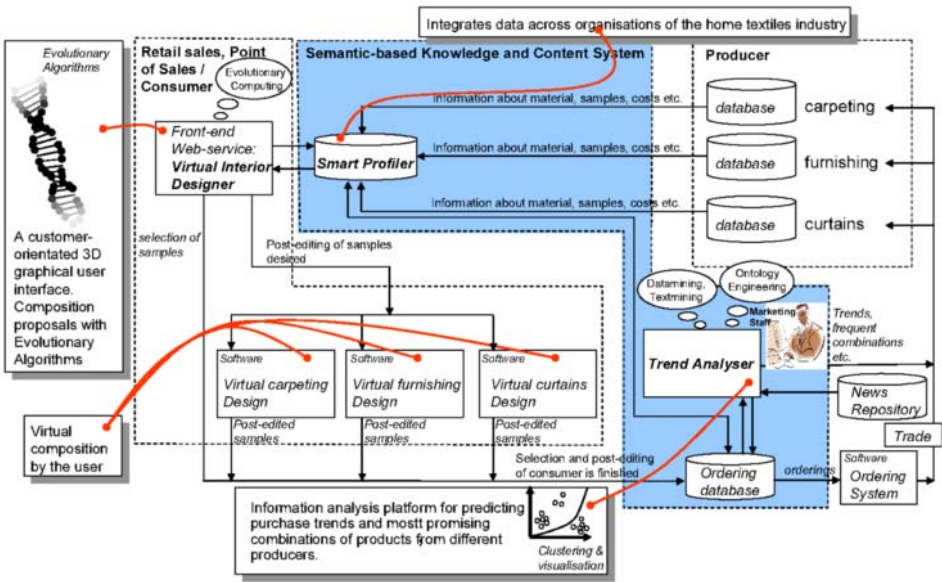 Integrates data across organisations of the home textiles industry
Evolutionary
Algorithms
A customer-
orientated 3D
graphical user
interface.
Composition
proposals with
Evolutionary
Algorithms
Retail sales, Point
of Sales /
Consumer
Evolutionary
Computing
Front-end
Web-service:
Virtual Interior
Designer
Semantic-based Knowledge and Content System
Smart Profiler
Information about material, samples, costs etc.
Information about material, samples, costs etc.
Information about material, samples, costs etc.
Producer
database
carpeting
database
furnishing
database
curtains
selection of
samples
Post-editing of samples
desired
Datamining,
Textmining
Ontology
Engineering
Marketing
Staff
Trend Analyser
Trends,
frequent
combinations
etc.
News
Repository
Trade
Software
Virtual carpeting
Design
Software
Virtual furnishing
Design
Software
Virtual curtains
Design
Post-edited
samples
Post-edited
samples
Post-edited
samples
Virtual
composition
by the user
Selection and post-editing
of consumer is finished
Ordering
database
orderings
Software
Ordering
System
Information analysis platform for predicting
purchase trends and mostt promising
combinations of products from different
producers.
Clustering &
visualisation